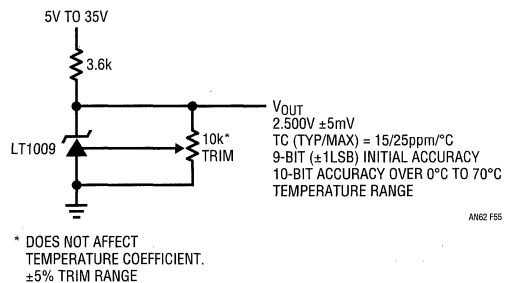 5V TO 35V
3.6k
LT1009
10k*
TRIM
VOUT
2.500V ±5mV
TC (TYP/MAX) = 15/25ppm/°C
9-BIT (±1LSB) INITIAL ACCURACY
10-BIT ACCURACY OVER 0°C TO 70°C
TEMPERATURE RANGE
AN62 F55
* DOES NOT AFFECT
TEMPERATURE COEFFICIENT.
±5% TRIM RANGE